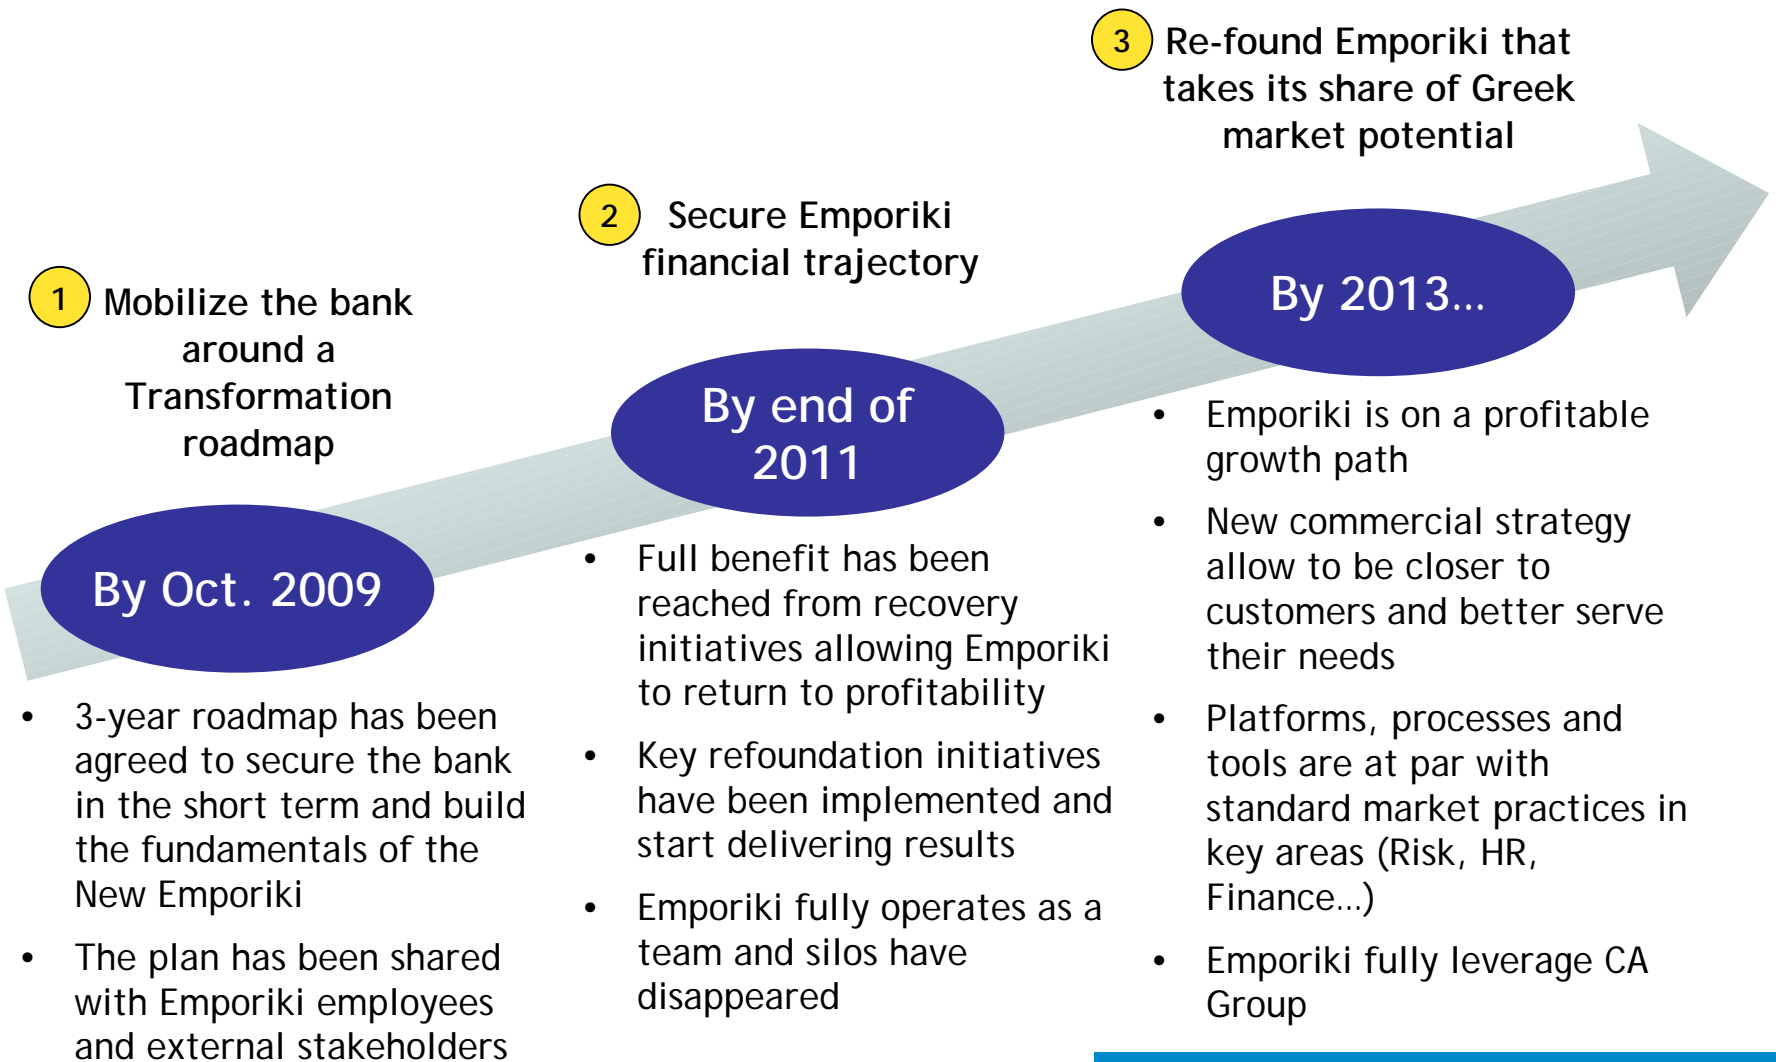 1
Mobilize the bank
around a
Transformation
roadmap
By Oct. 2009
• 3-year roadmap has been
agreed to secure the bank
in the short term and build
the fundamentals of the
New Emporiki
• The plan has been shared
with Emporiki employees
and external stakeholders
2
Secure Emporiki
financial trajectory
By end of
2011
• Full benefit has been
reached from recovery
initiatives allowing Emporiki
to return to profitability
• Key refoundation initiatives
have been implemented and
start delivering results
• Emporiki fully operates as a
team and silos have
disappeared
3
Re-found Emporiki that
takes its share of Greek
market potential
By 2013…
• Emporiki is on a profitable
growth path
• New commercial strategy
allow to be closer to
customers and better serve
their needs
• Platforms, processes and
tools are at par with
standard market practices in
key areas (Risk, HR,
Finance…)
• Emporiki fully leverage CA
Group